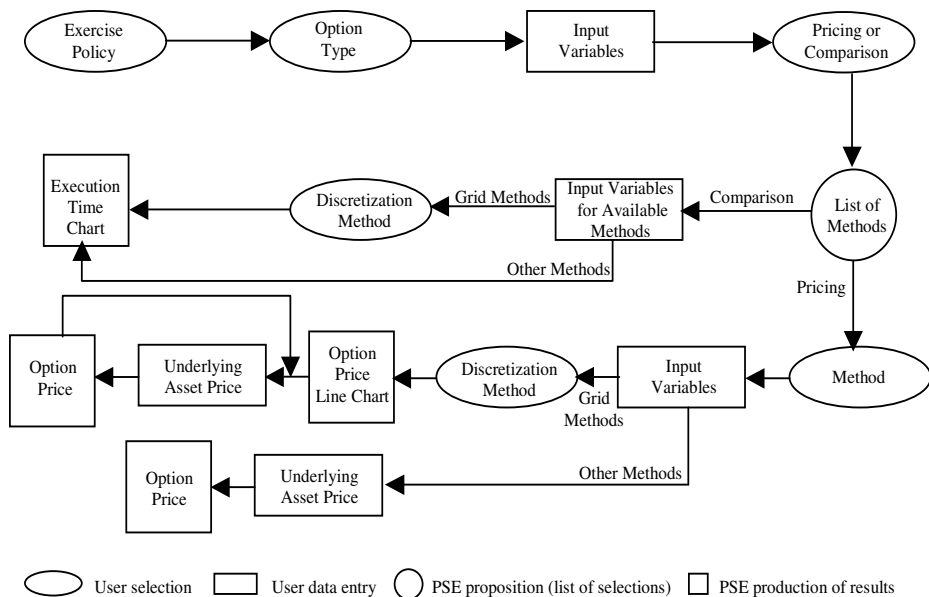 Exercise
Policy
Option
Type
Input
Variables
Pricing or
Comparison
Execution
Time
Chart
Discretization
Method
Grid Methods
Input Variables
for Available
Methods
Comparison
List of
Methods
Other Methods
Pricing
Option
Price
Underlying
Asset Price
Option
Price
Line Chart
Discretization
Method
Grid
Methods
Input
Variables
Method
Option
Price
Underlying
Asset Price
Other Methods
User selection
User data entry
PSE proposition (list of selections)
PSE production of results